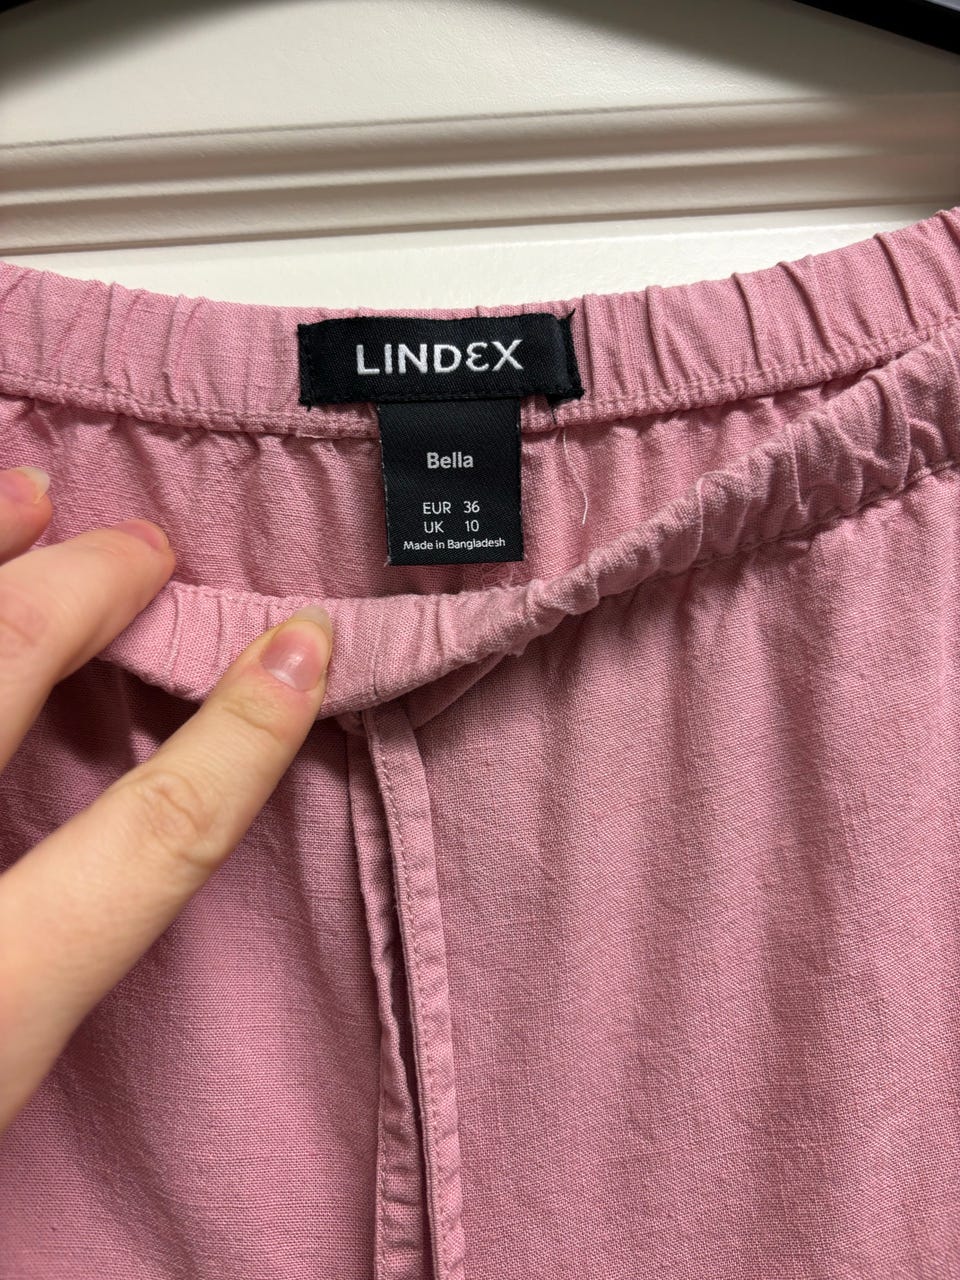 LINDEX
Bella
EUR 36
UK 10
Made in Bangladesh